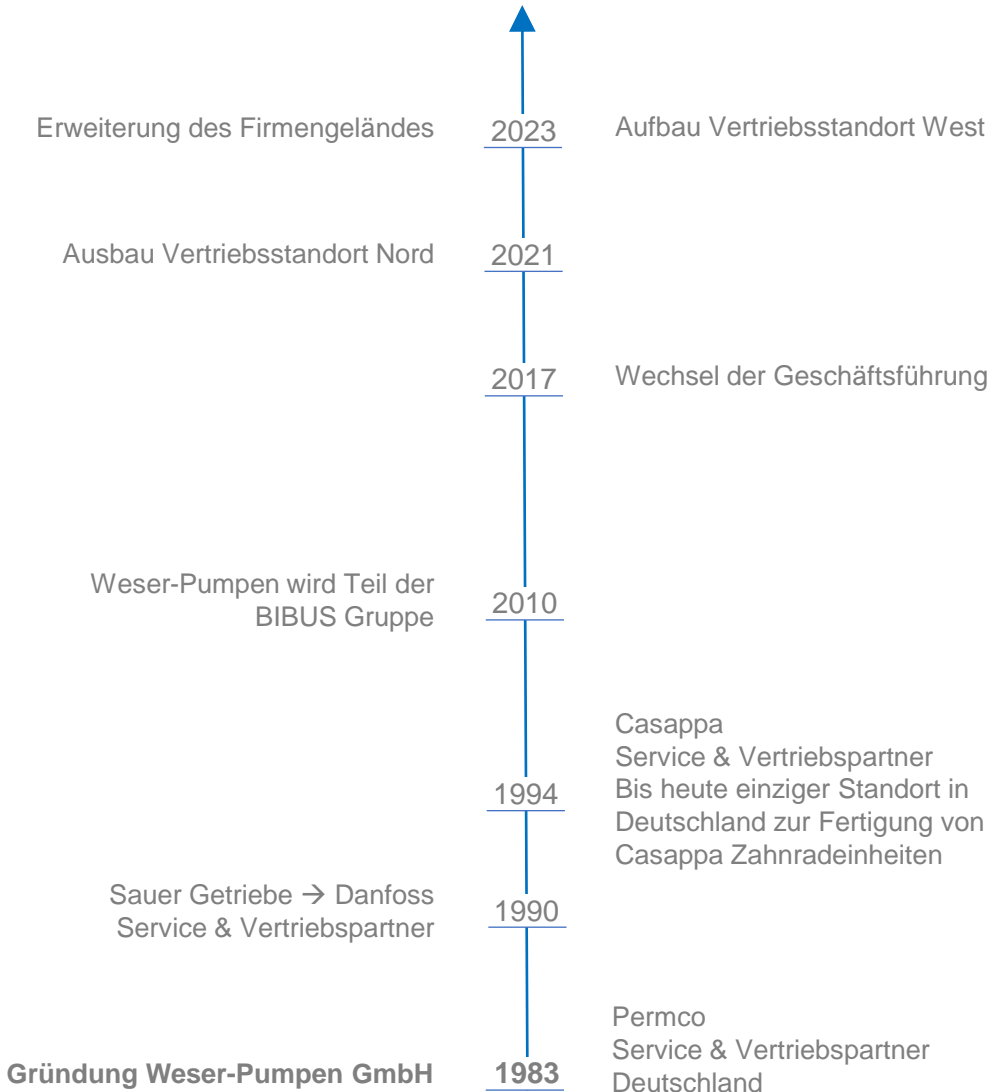 Erweiterung des Firmengeländes
2023
Aufbau Vertriebsstandort West
Ausbau Vertriebsstandort Nord
2021
2017
Wechsel der Geschäftsführung
Weser-Pumpen wird Teil der
BIBUS Gruppe
2010
1994
Casappa
Service & Vertriebspartner
Bis heute einziger Standort in
Deutschland zur Fertigung von
Casappa Zahnradeinheiten
Sauer Getriebe → Danfoss
Service & Vertriebspartner
1990
Gründung Weser-Pumpen GmbH
1983
Permco
Service & Vertriebspartner
Deutschland